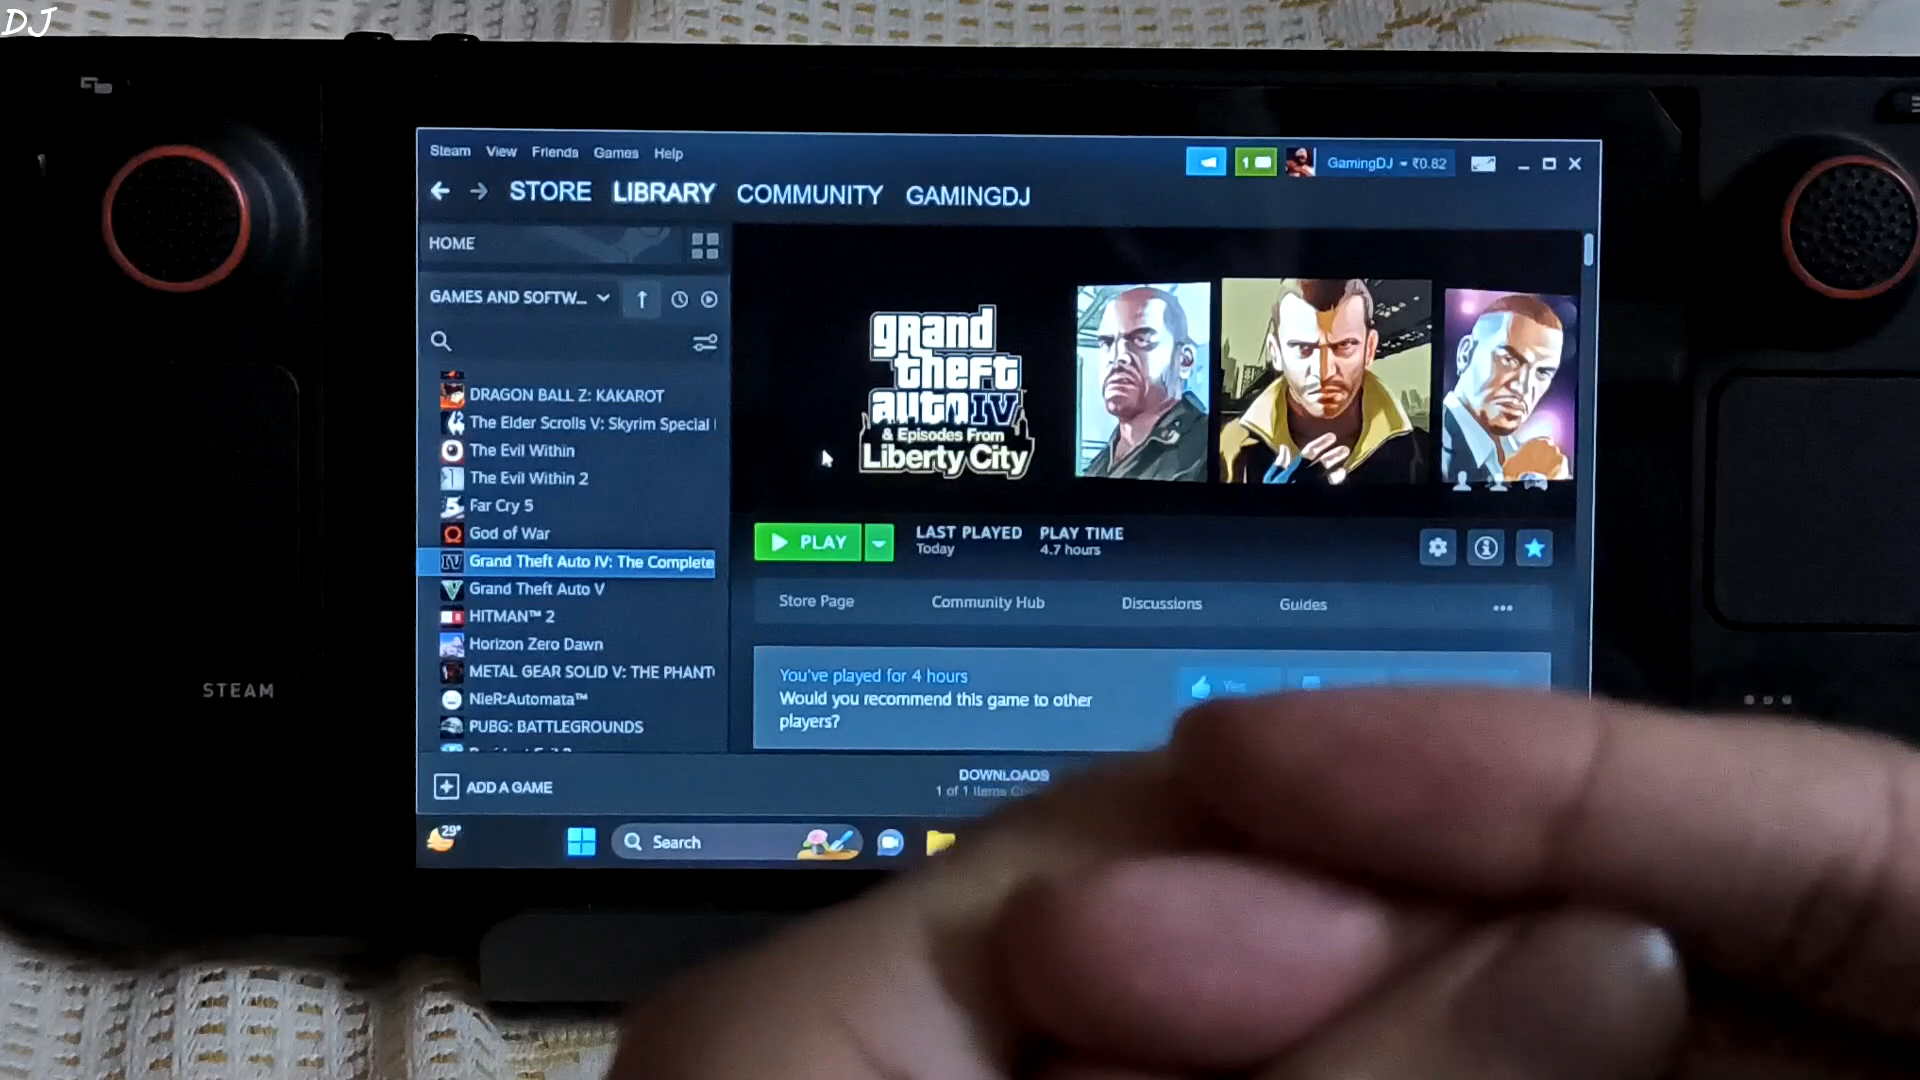 DJ
Steam View Friends Games Help
1
GamingDJ ₹0.82
STORE LIBRARY COMMUNITY GAMINGDJ
HOME
GAMES AND SOFTW...
DRAGON BALL Z: KAKAROT
The Elder Scrolls V: Skyrim Special
The Evil Within
The Evil Within 2
Far Cry 5
God of War
IV Grand Theft Auto IV: The Complete
Grand Theft Auto V
HITMAN™ 2
Horizon Zero Dawn
METAL GEAR SOLID V: THE PHANT
NieR:Automata™
PUBG: BATTLEGROUNDS
ADD A GAME
grand
theft
auto IV
& Episodes From
Liberty City
PLAY
LAST PLAYED
Today
PLAY TIME
4.7 hours
Store Page Community Hub Discussions Guides
You've played for 4 hours
Would you recommend this game to other
players?
Yes
DOWNLOADS
1 of 1 Items
29°
Search
STEAM